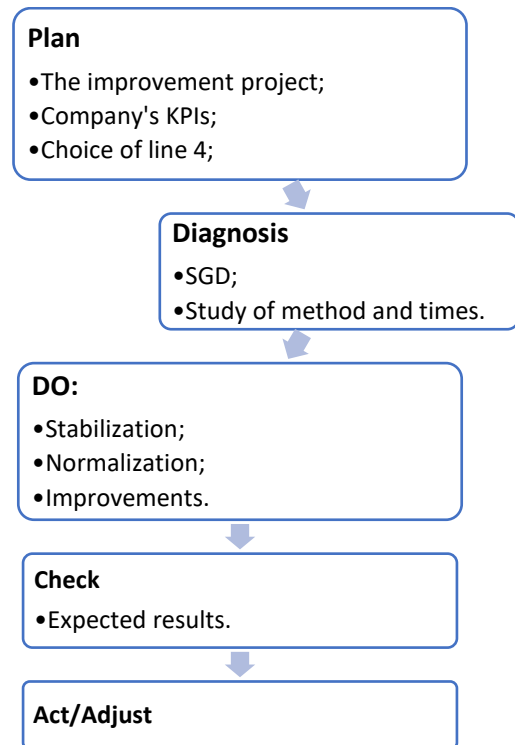 Plan
•The improvement project;
•Company's KPIs;
•Choice of line 4;
Diagnosis
•SGD;
•Study of method and times.
DO:
•Stabilization;
•Normalization;
•Improvements.
Check
•Expected results.
Act/Adjust